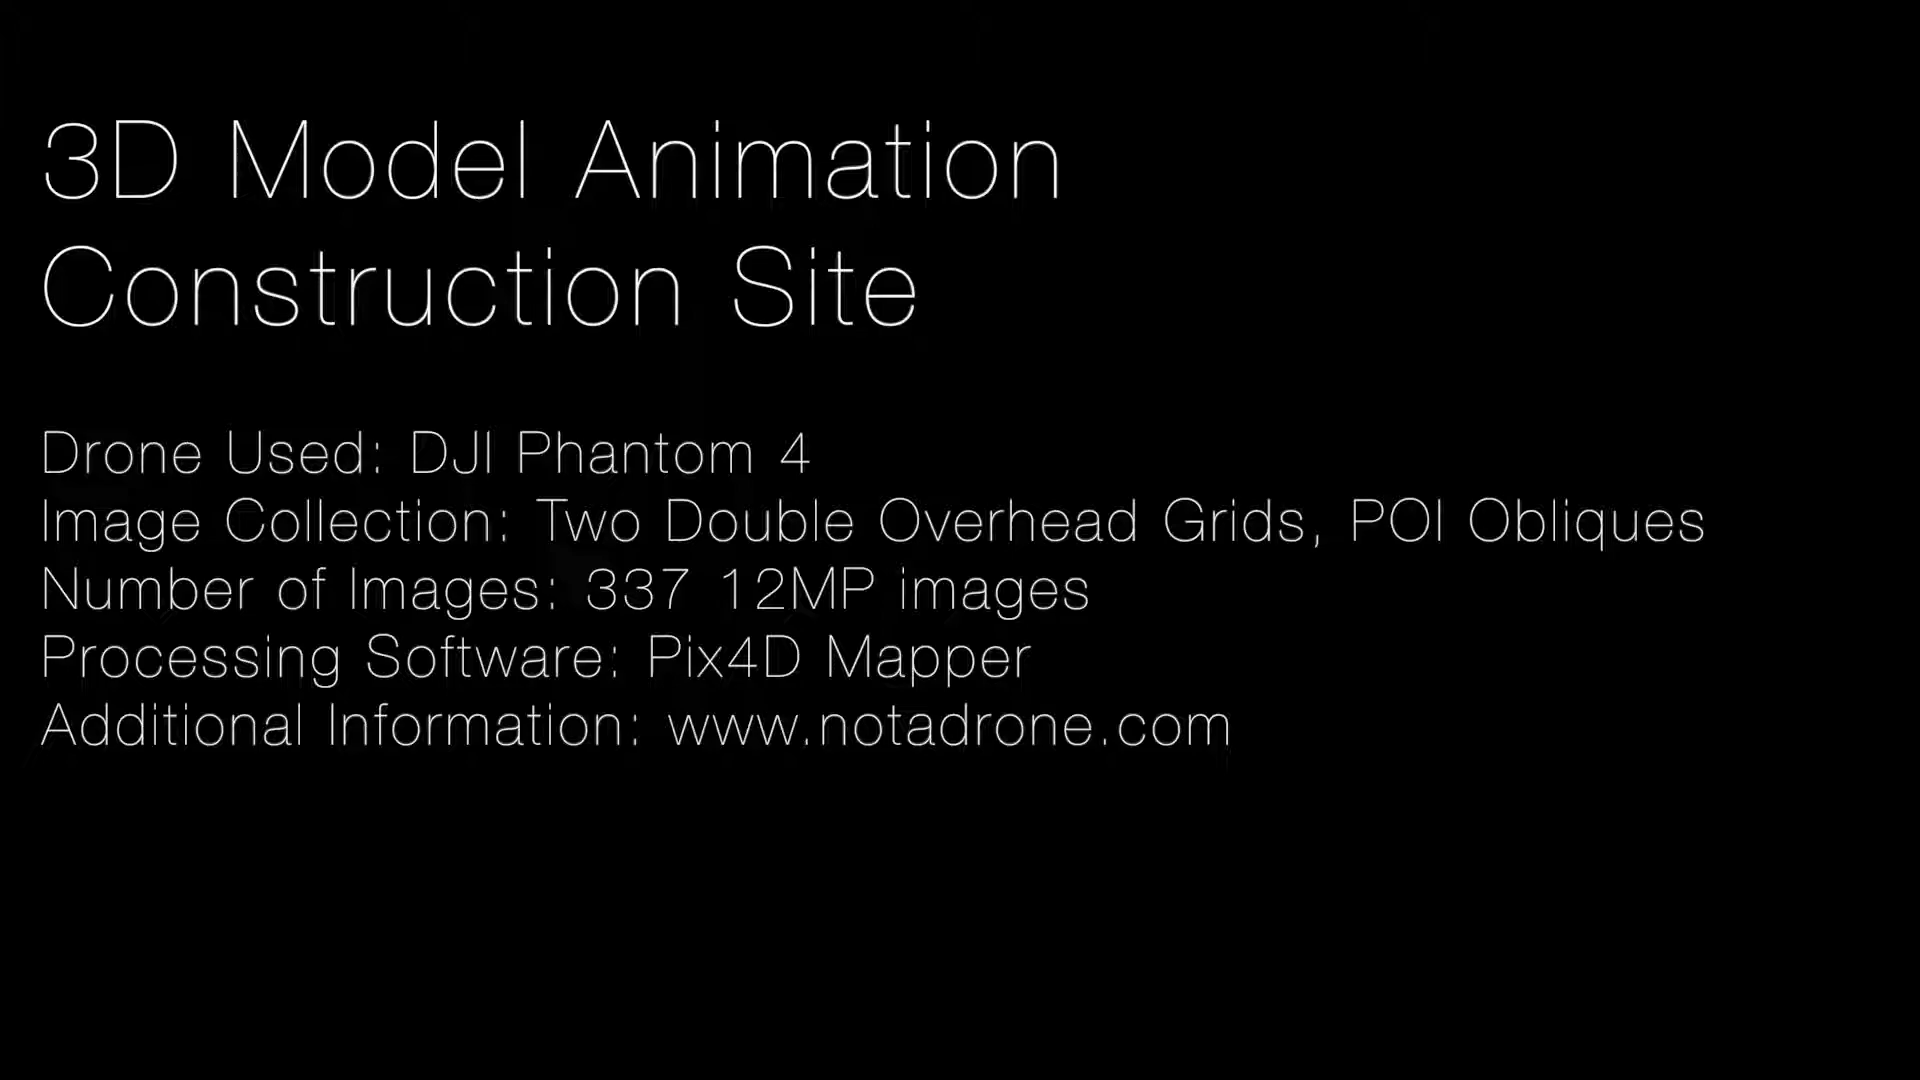 3D Model Animation
Construction Site
Drone Used: DJI Phantom 4
Image Collection: Two Double Overhead Grids, POI Obliques
Number of Images: 337 12MP images
Processing Software: Pix4D Mapper
Additional Information: www.notadrone.com